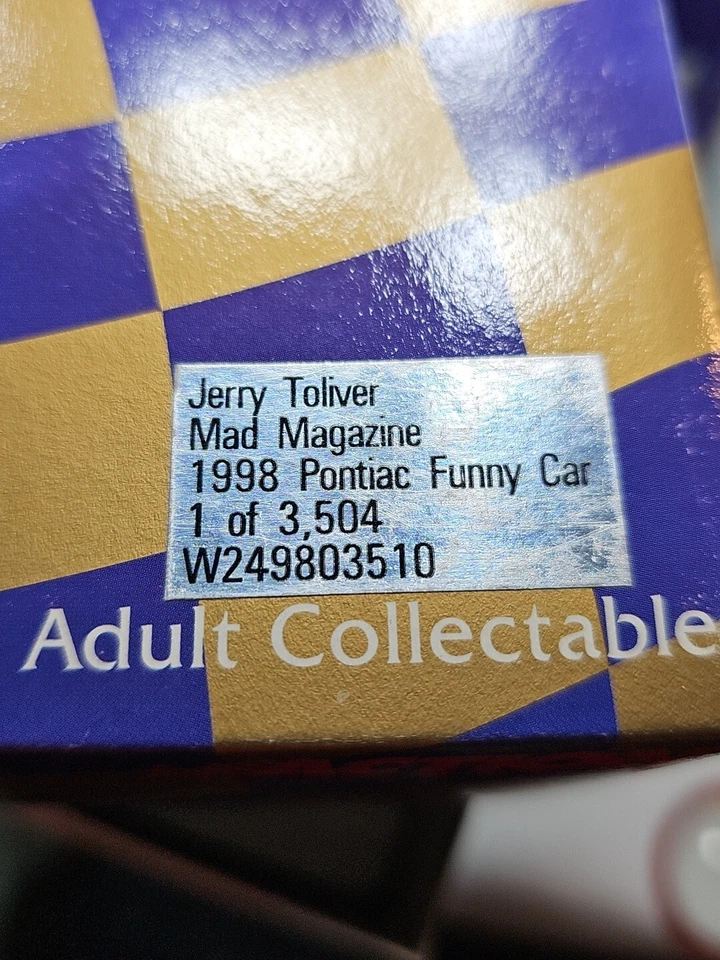 Jerry Toliver
Mad Magazine
1998 Pontiac Funny Car
1 of 3,504
W249803510
Adult Collectable